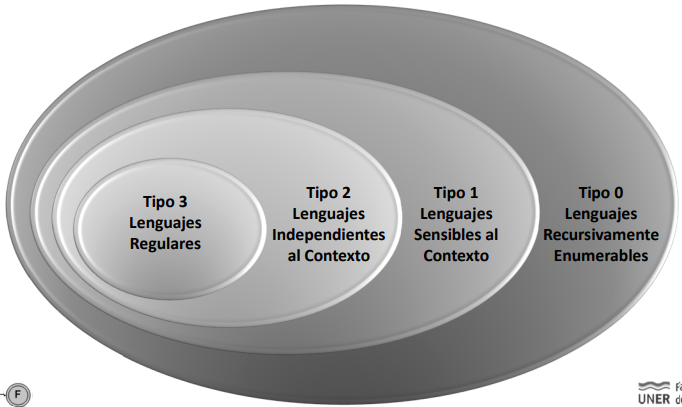 Tipo 3
Lenguajes
Regulares
Tipo 2
Lenguajes
Independientes
al Contexto
Tipo 1
Lenguajes
Sensibles al
Contexto
Tipo 0
Lenguajes
Recursivamente
Enumerables
F
UNER